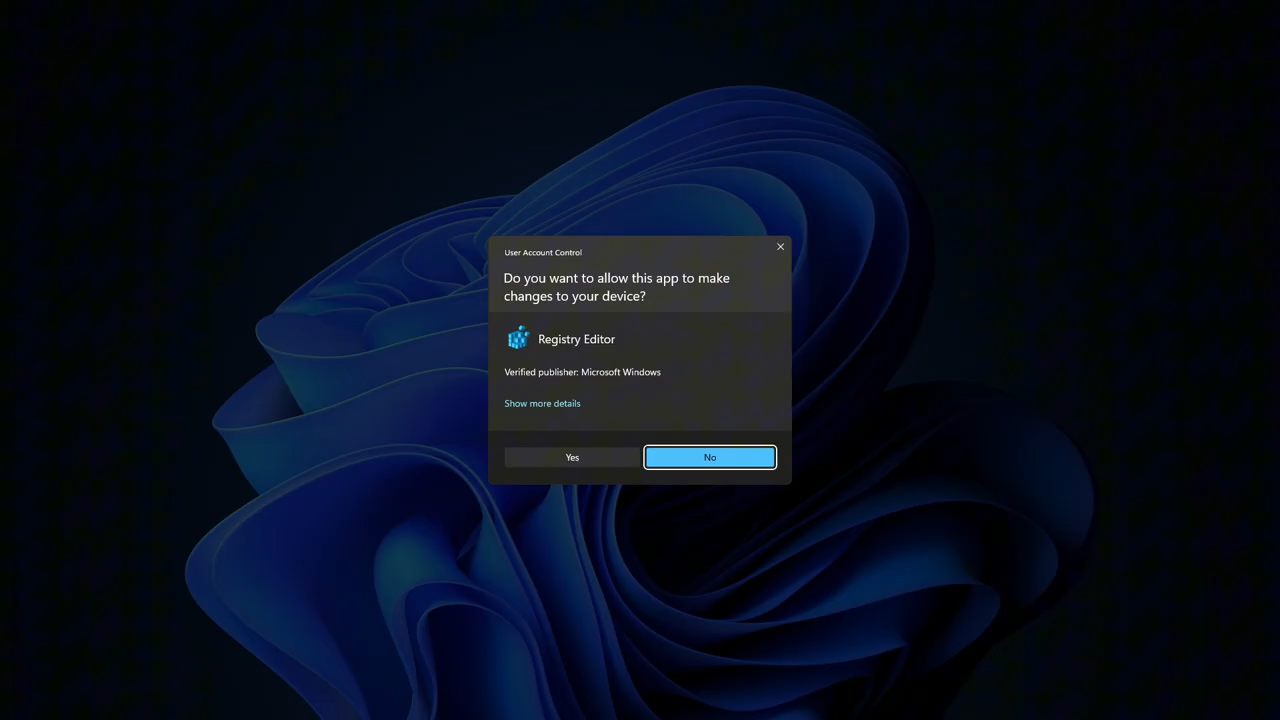 User Account Control
Do you want to allow this app to make
changes to your device?
Registry Editor
Verified publisher: Microsoft Windows
Show more details
Yes
No